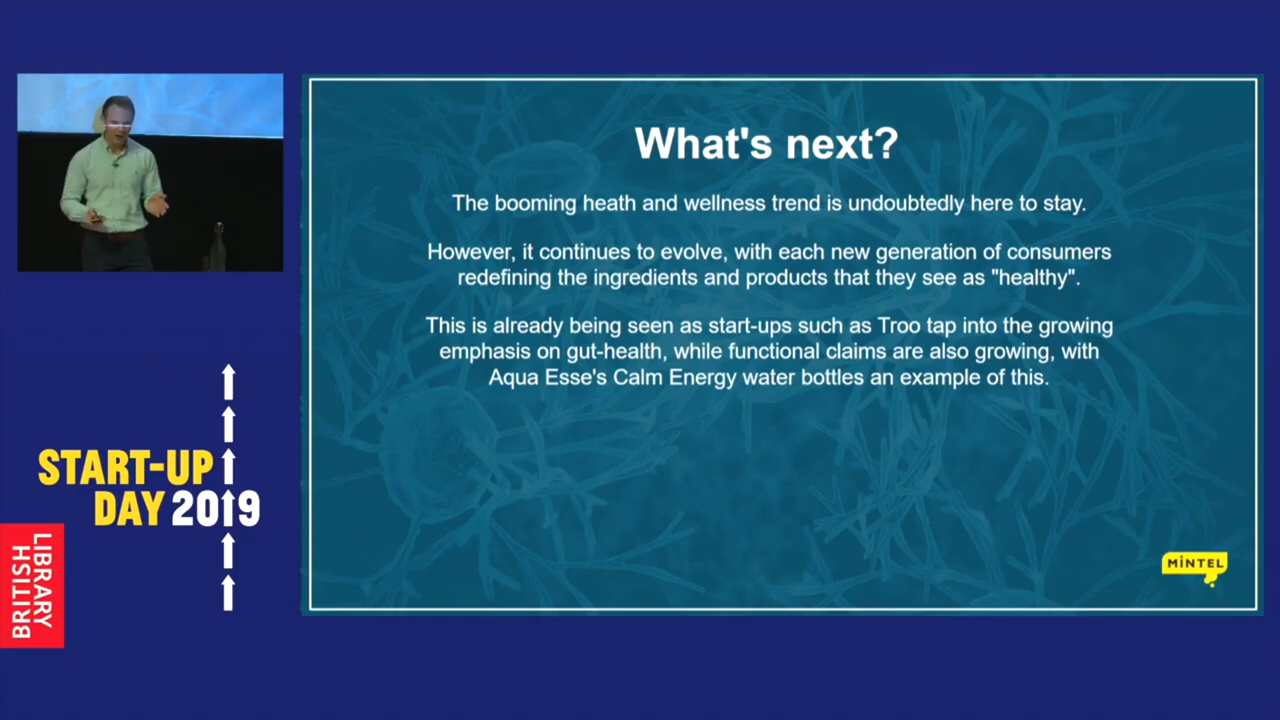 What's next?
The booming heath and wellness trend is undoubtedly here to stay.
However, it continues to evolve, with each new generation of consumers
redefining the ingredients and products that they see as "healthy".
This is already being seen as start-ups such as Troo tap into the growing
emphasis on gut-health, while functional claims are also growing, with
Aqua Esse's Calm Energy water bottles an example of this.
MINTEL
START-UP
DAY 2019
BRITISH
LIBRARY